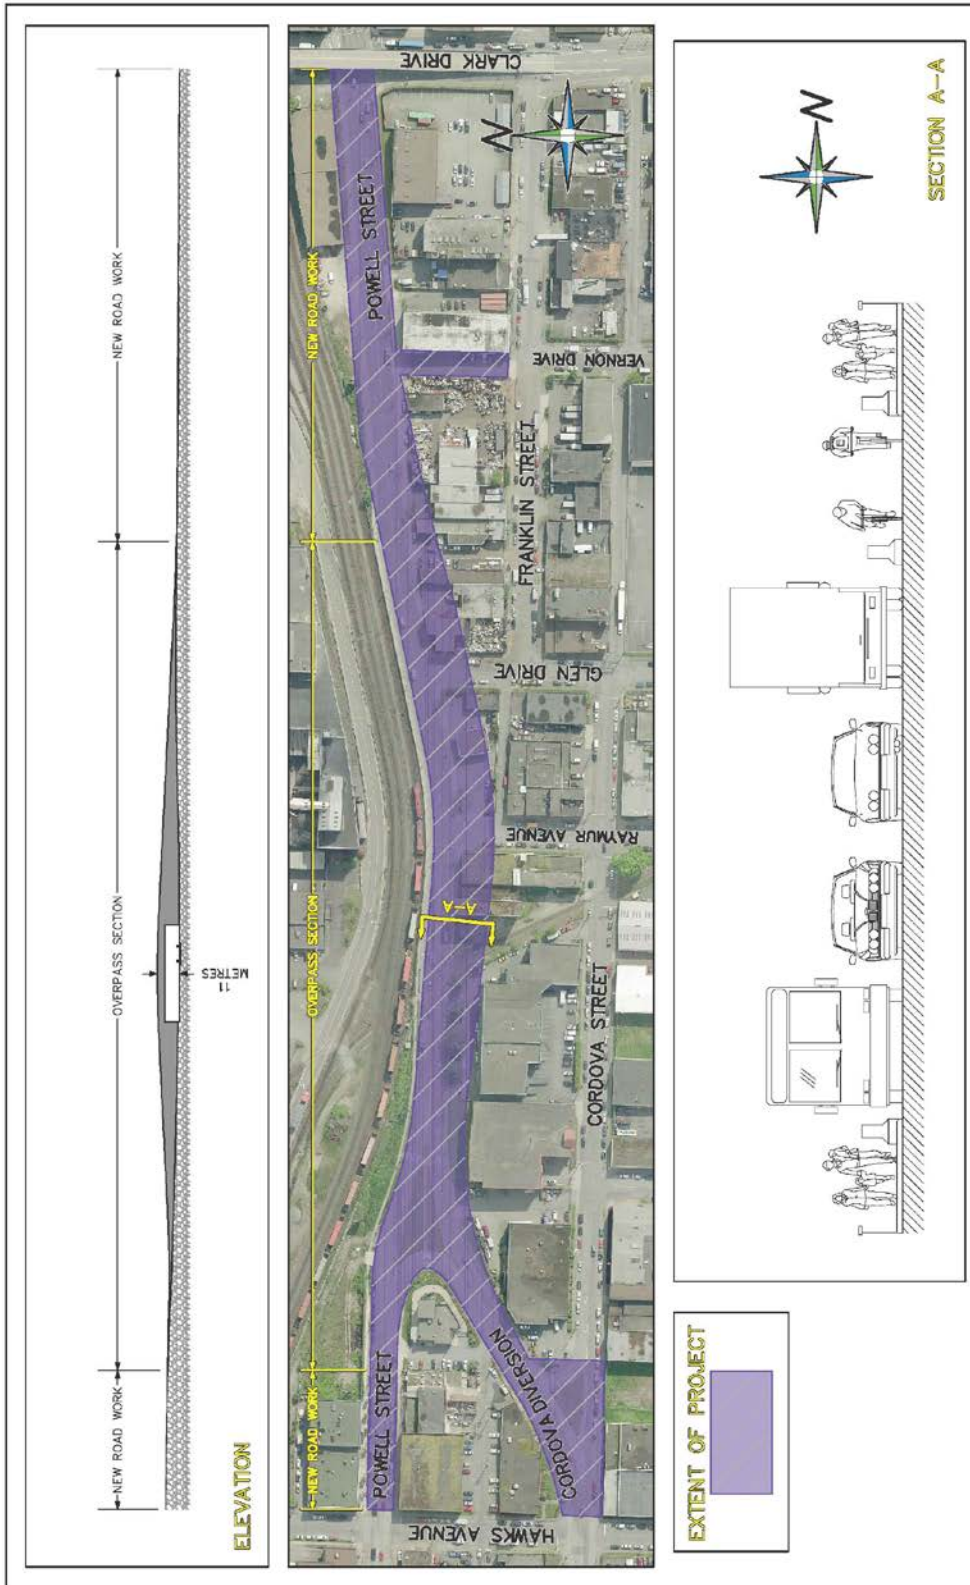 NEW ROAD WORK
OVERPASS SECTION
NEW ROAD WORK
11
METRES
ELEVATION
NEW ROAD WORK
OVERPASS SECTION
NEW ROAD WORK
POWELL STREET
POWELL STREET
CLARK DRIVE
N
VERNON DRIVE
FRANKLIN STREET
GLEN DRIVE
RAYMUR AVENUE
A-A
CORDOVA STREET
CORDOVA DIVERSION
HAWKS AVENUE
EXTENT OF PROJECT
N
SECTION A-A